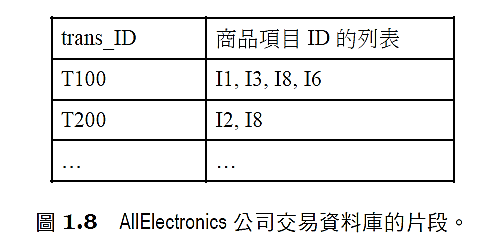 trans_ID 商品項目 ID 的列表
T100 I1, I3, I8, I6
T200 I2, I8
… …
圖 1.8 AllElectronics 公司交易資料庫的片段。